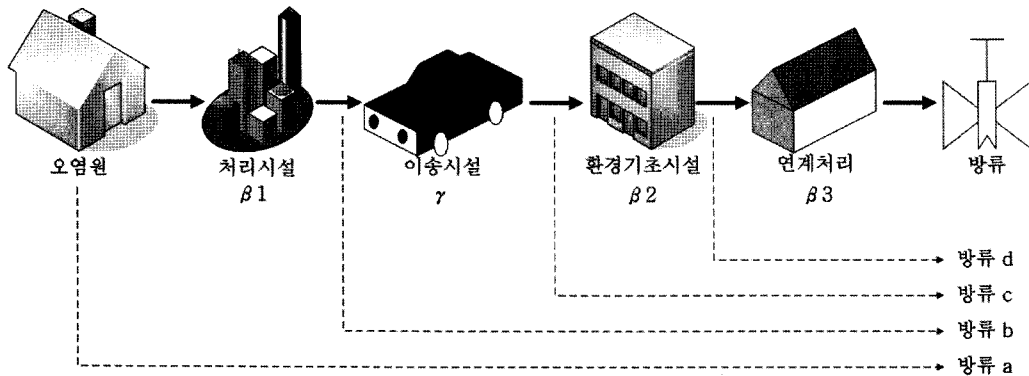 오염원
처리시설
이송시설
환경기초시설
연계처리
방류
β1
γ
β2
β3
방류 d
방류 c
방류 b
방류 a